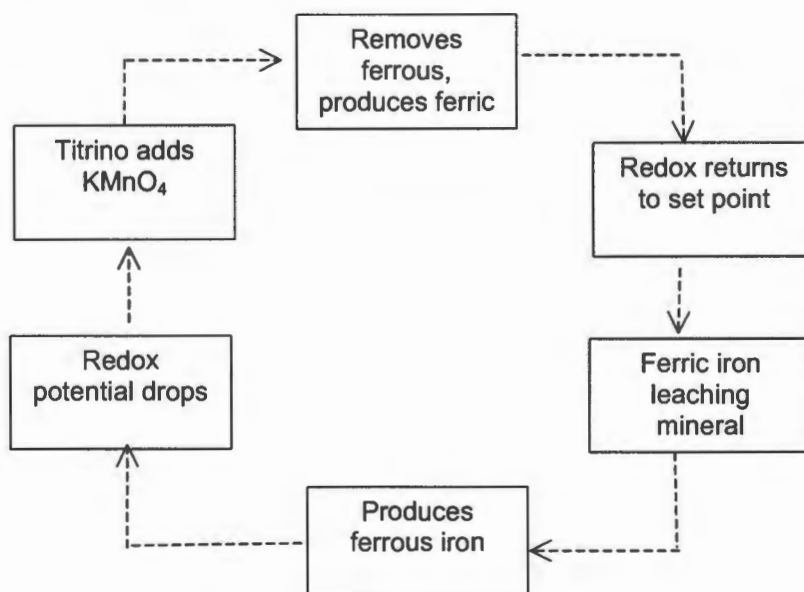 Removes
ferrous,
produces ferric
Redox returns
to set point
Ferric iron
leaching
mineral
Produces
ferrous iron
Redox
potential drops
Titrino adds
KMnO₄